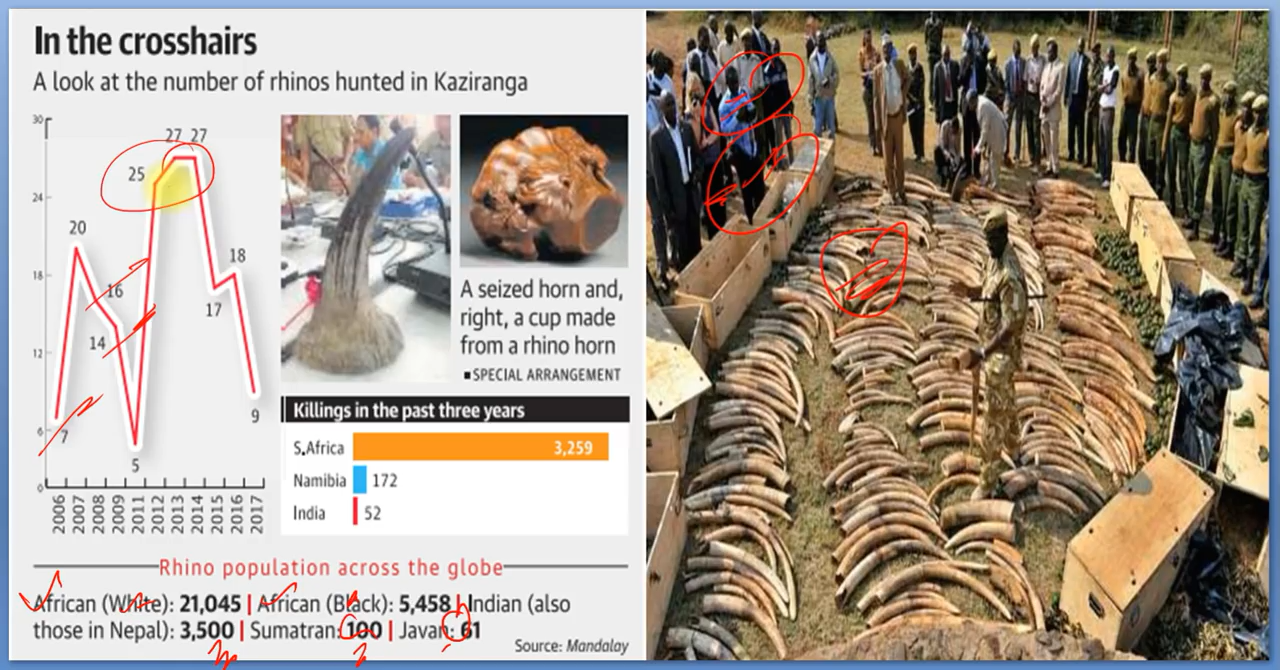 In the crosshairs
A look at the number of rhinos hunted in Kaziranga
30
24
18
12
6
0
7
20
16
14
5
25
27 27
17
18
9
2006
2007
2008
2009
2011
2012
2013
2014
2015
2016
2017
A seized horn and,
right, a cup made
from a rhino horn
■ SPECIAL ARRANGEMENT
Killings in the past three years
S.Africa 3,259
Namibia 172
India 52
Rhino population across the globe
African (White): 21,045 | African (Black): 5,458 | Indian (also
those in Nepal): 3,500 | Sumatran: 100 | Javan: 61
Source: Mandalay